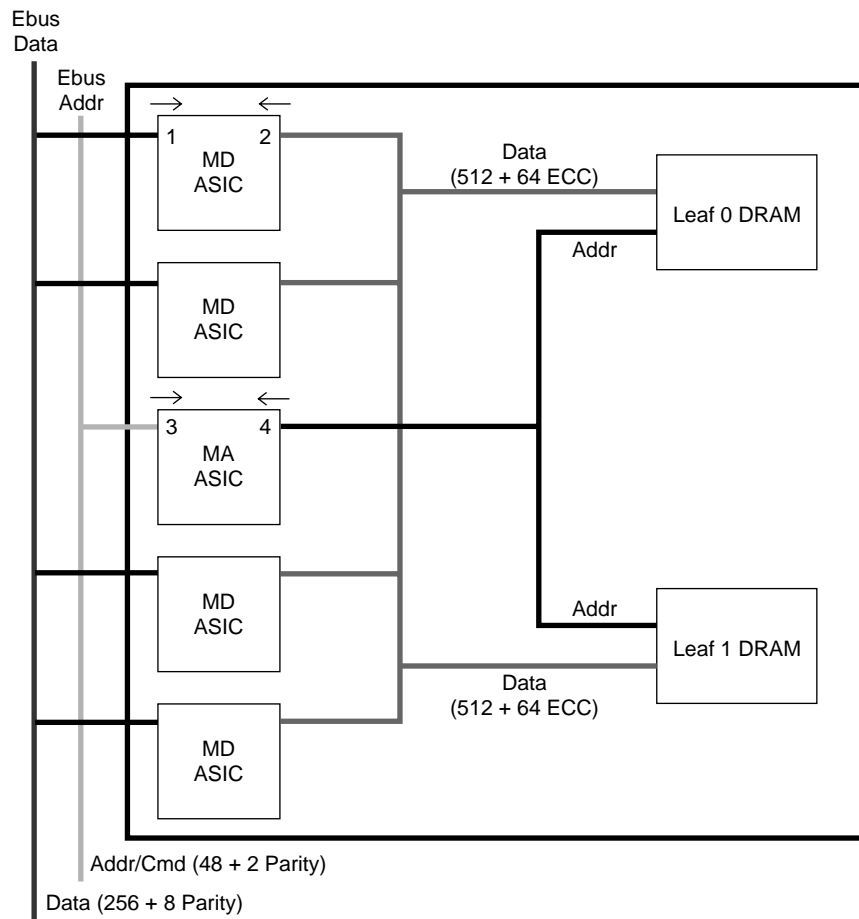 Ebus
Data
Ebus
Addr
1
2
MD
ASIC
Data
(512 + 64 ECC)
Leaf 0 DRAM
Addr
MD
ASIC
3
4
MA
ASIC
MD
ASIC
Addr
Leaf 1 DRAM
Data
(512 + 64 ECC)
MD
ASIC
Addr/Cmd (48 + 2 Parity)
Data (256 + 8 Parity)